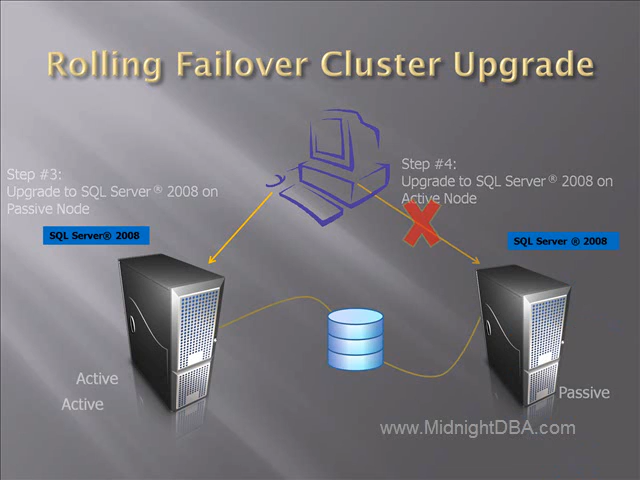 Rolling Failover Cluster Upgrade
Step #3:
Upgrade to SQL Server ® 2008 on
Passive Node
Step #4:
Upgrade to SQL Server ® 2008 on
Active Node
SQL Server® 2008
SQL Server ® 2008
Active
Active
Passive
www.MidnightDBA.com